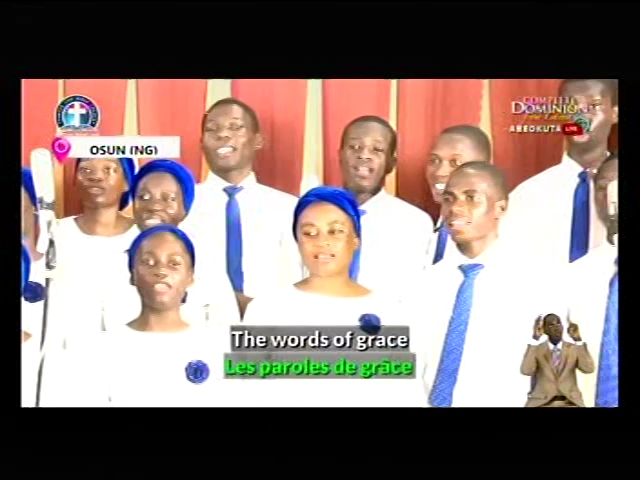 COMPLETE
DOMINION
ABEOKUTA LIVE
OSUN (NG)
The words of grace
Les paroles de grâce